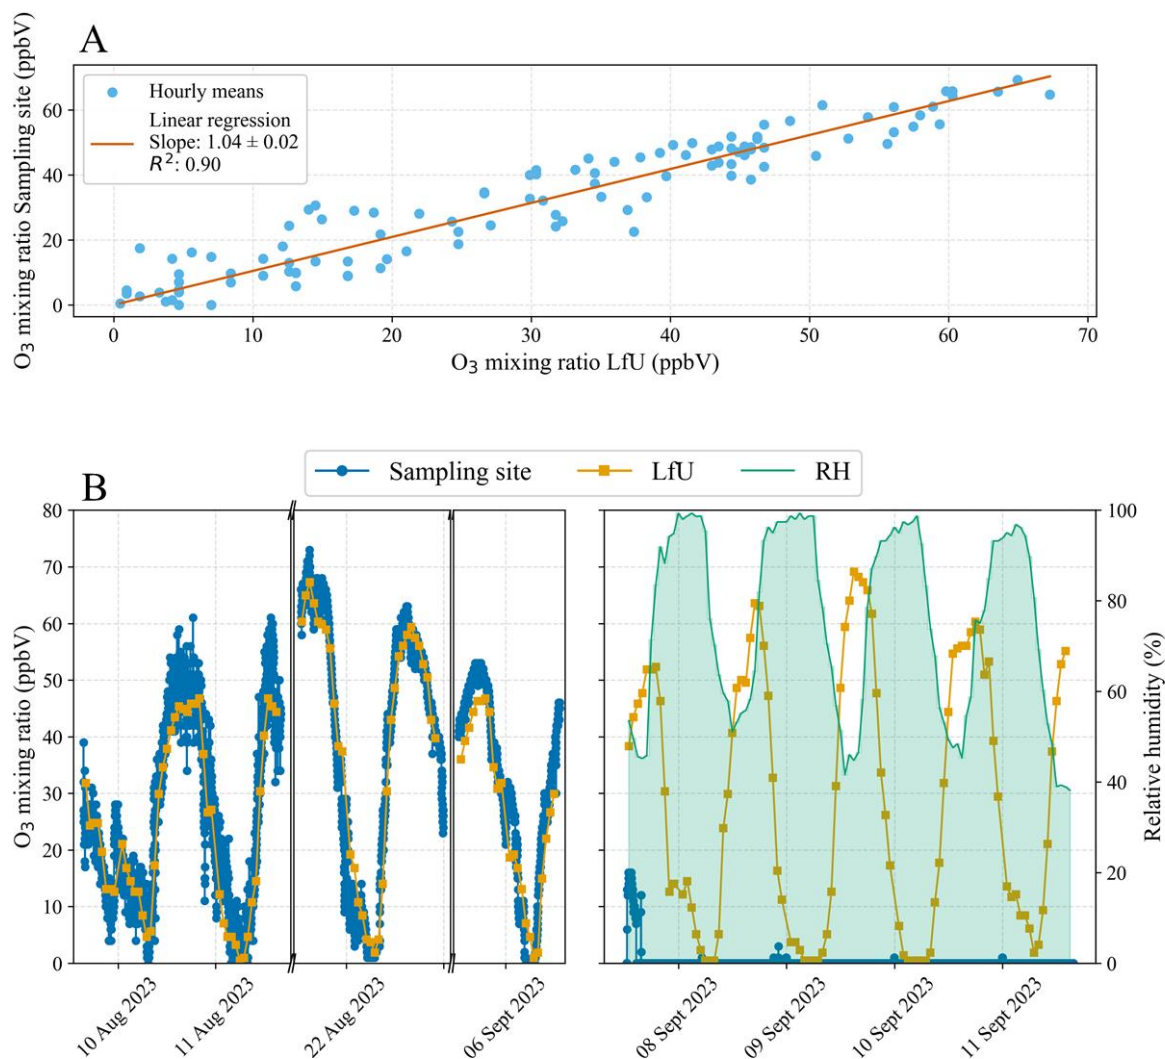 A
O₃ mixing ratio Sampling site (ppbV)
60
40
20
0
Hourly means
Linear regression
Slope: 1.04 ± 0.02
R²: 0.90
0 10 20 30 40 50 60 70
O₃ mixing ratio LfU (ppbV)
B
Sampling site LfU RH
O₃ mixing ratio (ppbV)
80
70
60
50
40
30
20
10
0
100
80
60
40
20
0
Relative humidity (%)
10 Aug 2023
11 Aug 2023
22 Aug 2023
06 Sept 2023
08 Sept 2023
09 Sept 2023
10 Sept 2023
11 Sept 2023